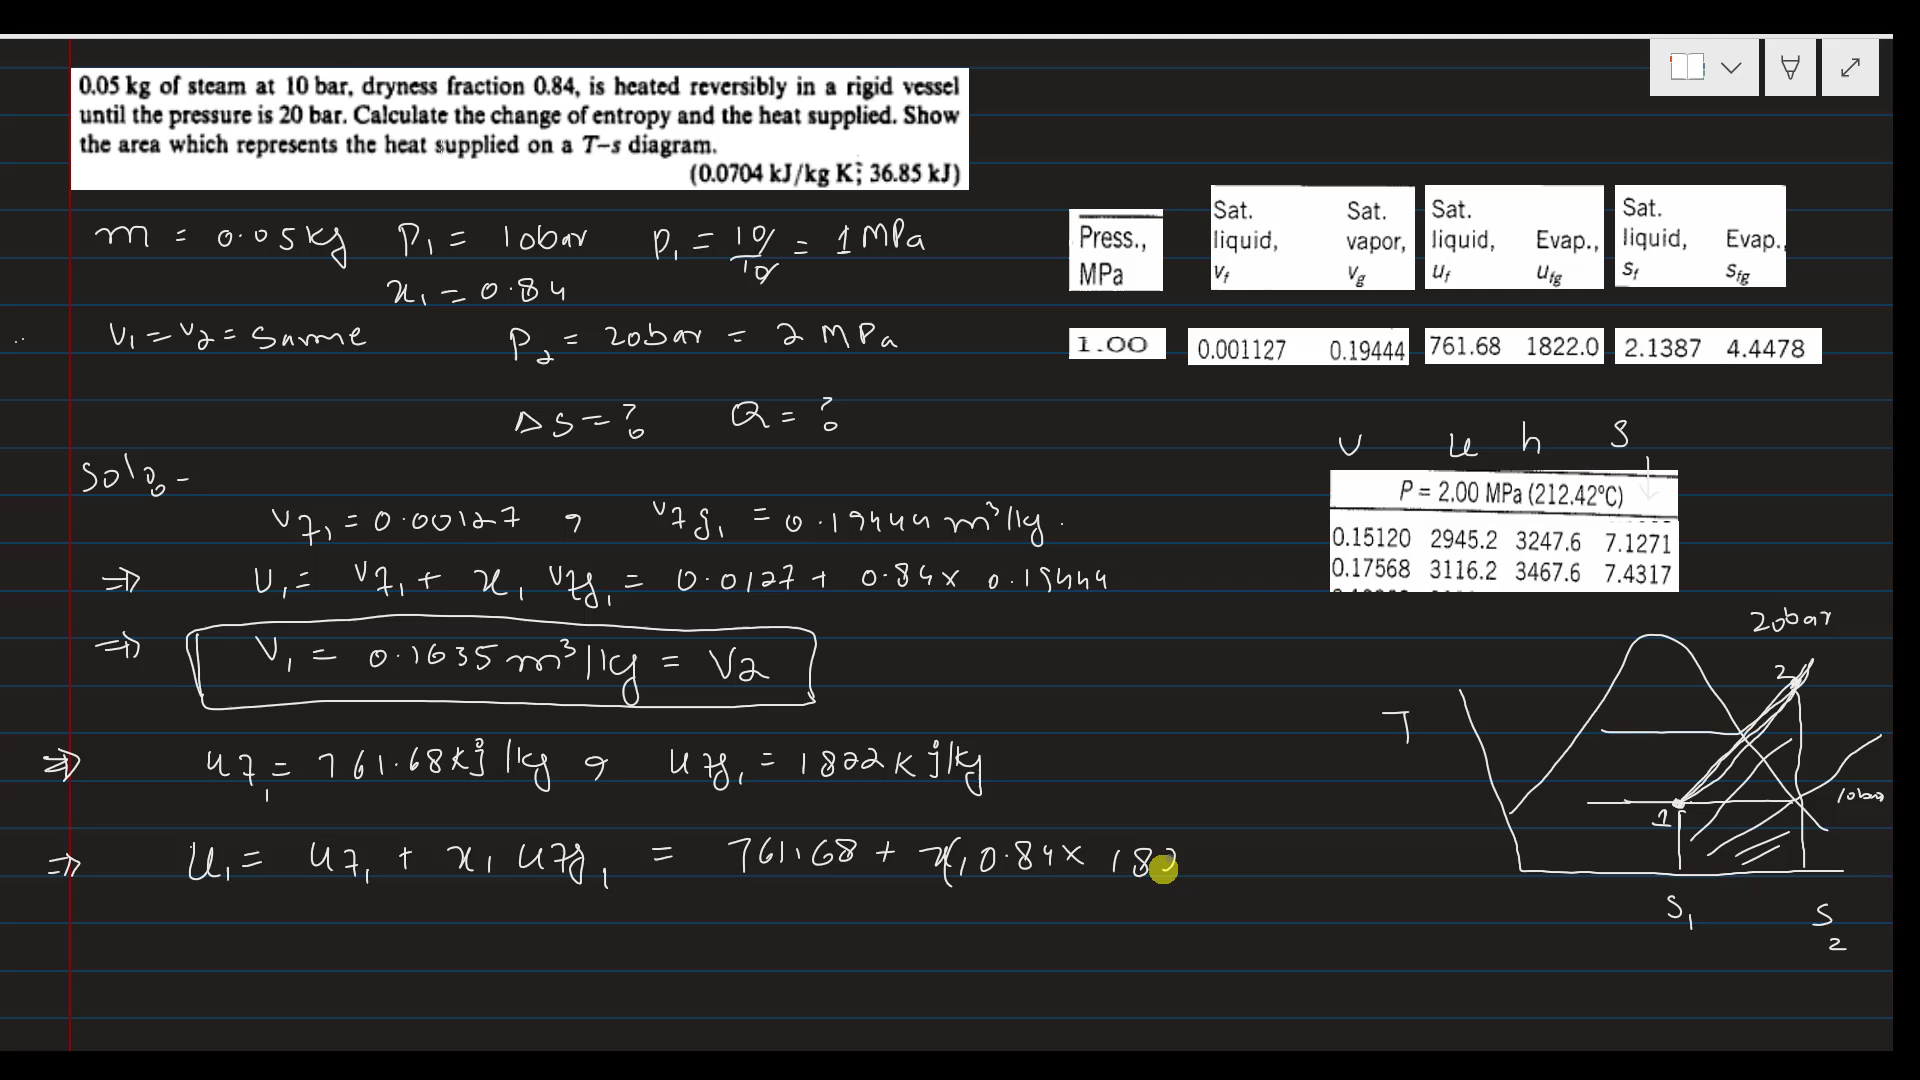 0.05 kg of steam at 10 bar, dryness fraction 0.84, is heated reversibly in a rigid vessel
until the pressure is 20 bar. Calculate the change of entropy and the heat supplied. Show
the area which represents the heat supplied on a T–s diagram.
(0.0704 kJ/kg K; 36.85 kJ)
m = 0.05kg P₁ = 10bar P₁ = 10/10 = 1 MPa
x₁ = 0.84
V₁ = V₂ = Same P₂ = 20bar = 2 MPa
Δs = ? Q = ?
Sol:-
Vf₁ = 0.00127 , Vfg₁ = 0.19444 m³/kg.
⇒ V₁ = Vf₁ + x₁ Vfg₁ = 0.0127 + 0.84 × 0.19444
⇒ V₁ = 0.1635 m³/kg = V2
⇒ uf₁ = 761.68 kj/kg , ufg₁ = 1822 kj/kg
⇒ U₁ = uf₁ + x₁ ufg₁ = 761.68 + x₁ 0.84 × 182
Press., MPa
Sat. liquid, vf
Sat. vapor, vg
Sat. liquid, uf
Evap., ufg
Sat. liquid, sf
Evap., sfg
1.00 0.001127 0.19444 761.68 1822.0 2.1387 4.4478
v u h s
P = 2.00 MPa (212.42°C)
0.15120 2945.2 3247.6 7.1271
0.17568 3116.2 3467.6 7.4317
20bar
2
T
1
10bar
S₁ S₂